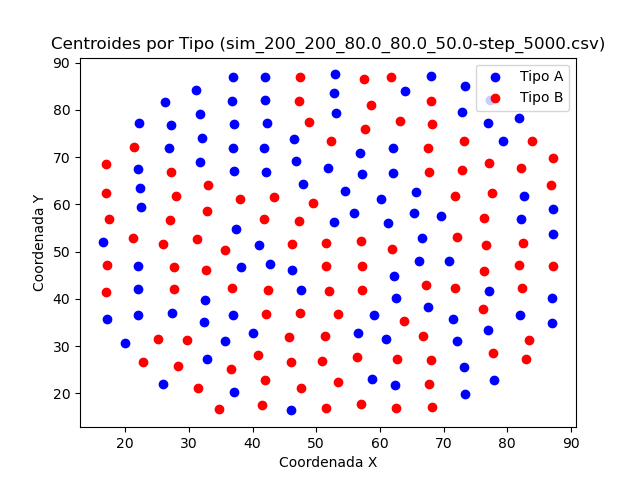 Centroides por Tipo (sim_200_200_80.0_80.0_50.0-step_5000.csv)
Tipo A
Tipo B
Coordenada Y
90
80
70
60
50
40
30
20
20 30 40 50 60 70 80 90
Coordenada X